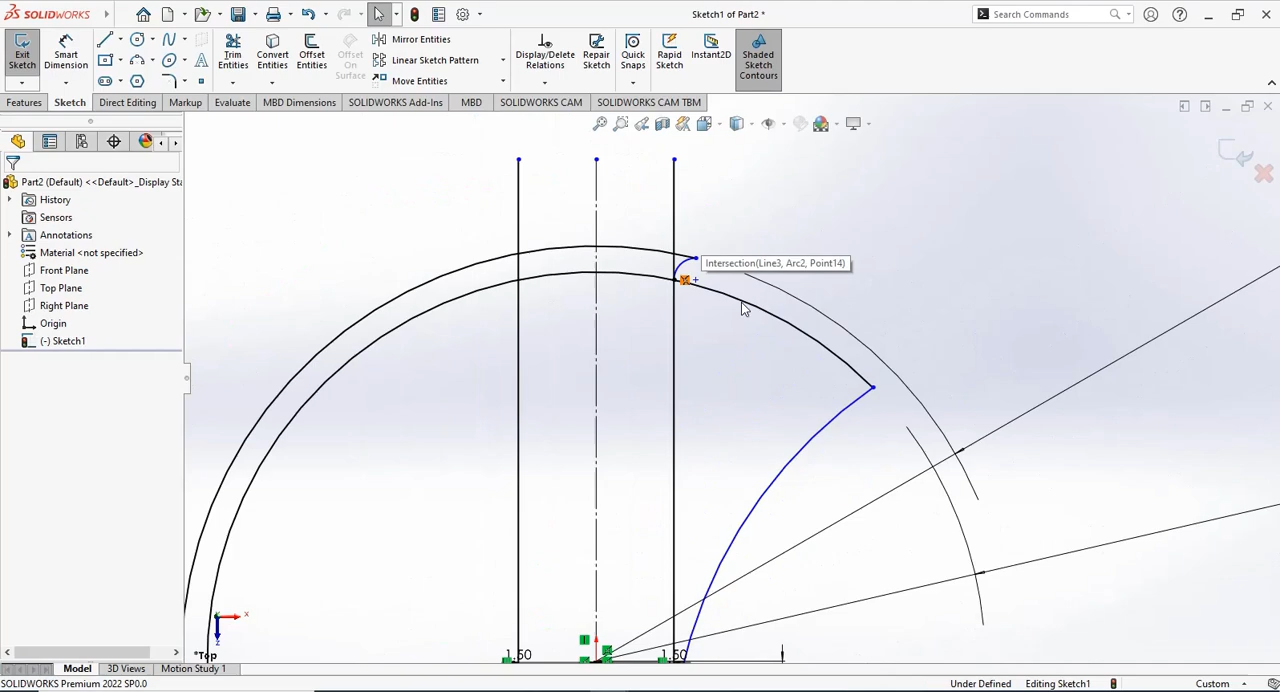 SOLIDWORKS
Sketch1 of Part2 *
Search Commands
Exit Sketch
Smart Dimension
Trim Entities
Convert Entities
Offset Entities
Offset On Surface
Mirror Entities
Linear Sketch Pattern
Move Entities
Display/Delete Relations
Repair Sketch
Quick Snaps
Rapid Sketch
Instant2D
Shaded Sketch Contours
Features
Sketch
Direct Editing
Markup
Evaluate
MBD Dimensions
SOLIDWORKS Add-Ins
MBD
SOLIDWORKS CAM
SOLIDWORKS CAM TBM
Part2 (Default) <<Default>_Display Sta
History
Sensors
Annotations
Material <not specified>
Front Plane
Top Plane
Right Plane
Origin
(-) Sketch1
Intersection(Line3, Arc2, Point14)
x
z
*Top
1.50
1.50
Model
3D Views
Motion Study 1
SOLIDWORKS Premium 2022 SP0.0
Under Defined
Editing Sketch1
Custom